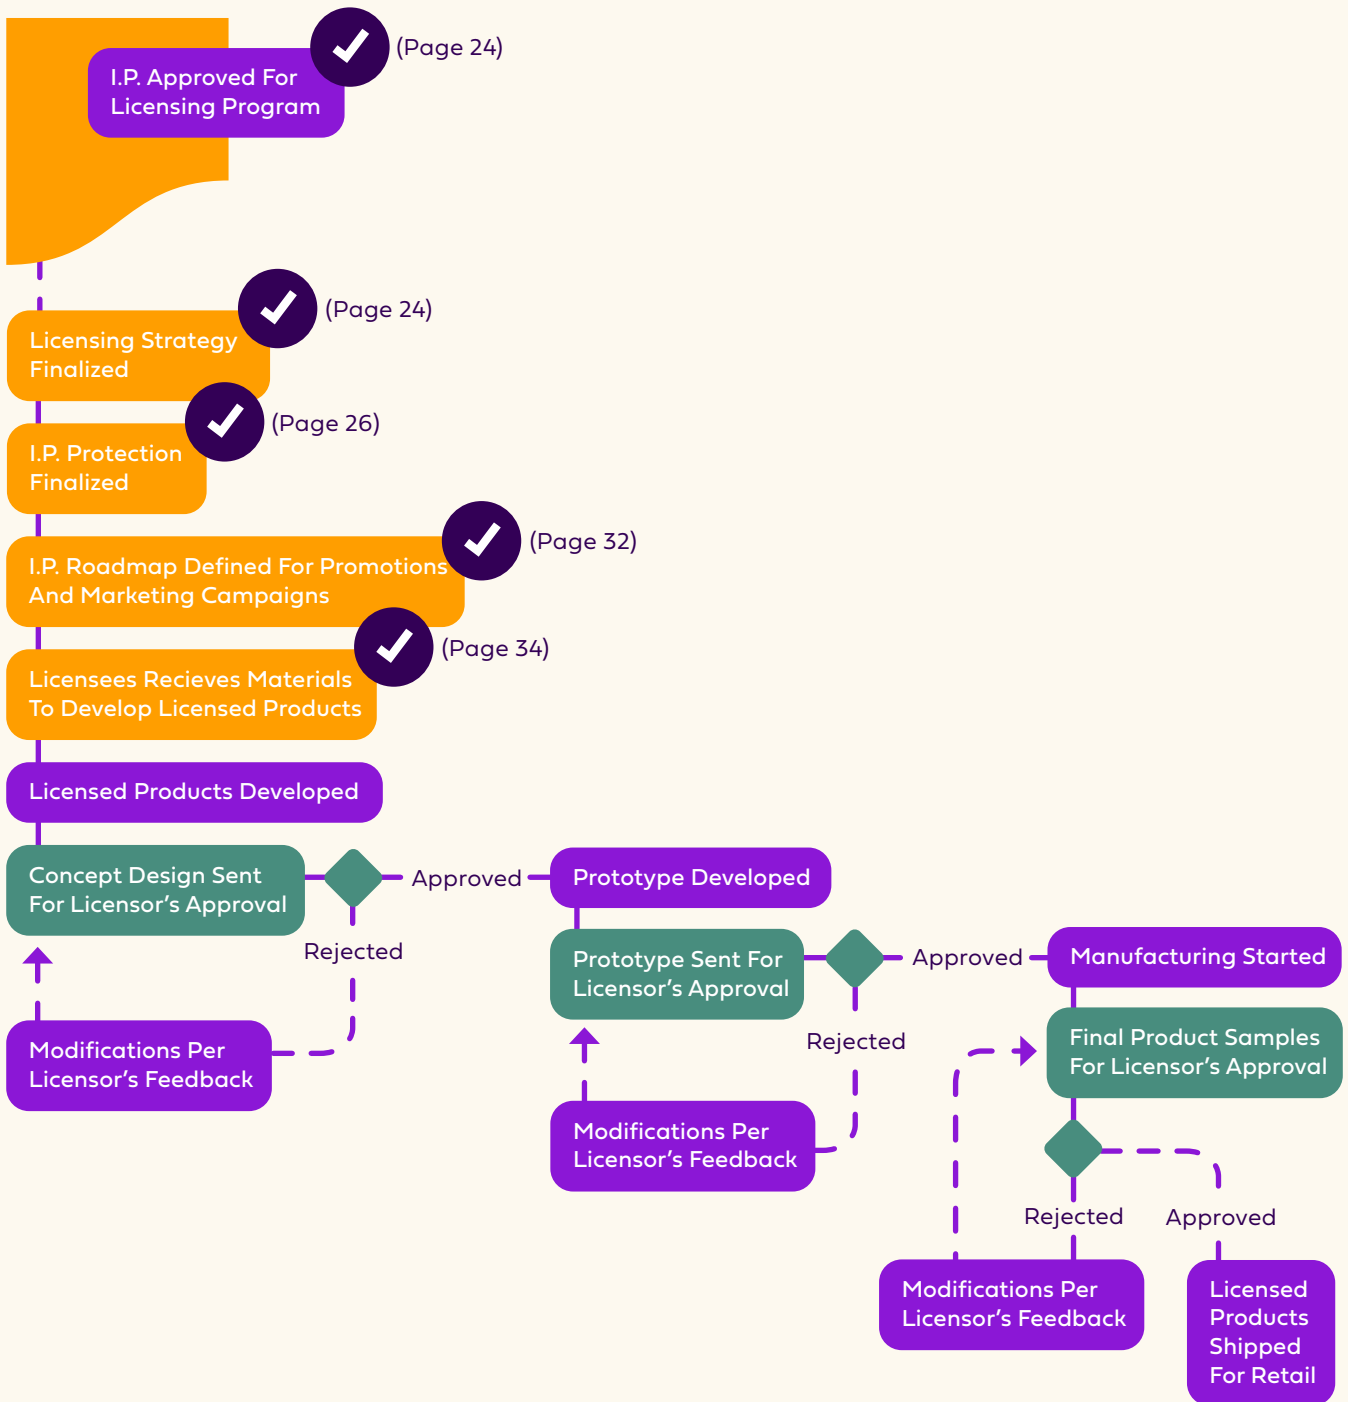 I.P. Approved For
Licensing Program
(Page 24)
Licensing Strategy
Finalized
(Page 24)
I.P. Protection
Finalized
(Page 26)
I.P. Roadmap Defined For Promotions
And Marketing Campaigns
(Page 32)
Licensees Recieves Materials
To Develop Licensed Products
(Page 34)
Licensed Products Developed
Concept Design Sent
For Licensor's Approval
Approved
Rejected
Modifications Per
Licensor's Feedback
Prototype Developed
Prototype Sent For
Licensor's Approval
Approved
Rejected
Modifications Per
Licensor's Feedback
Manufacturing Started
Final Product Samples
For Licensor's Approval
Rejected
Approved
Modifications Per
Licensor's Feedback
Licensed
Products
Shipped
For Retail